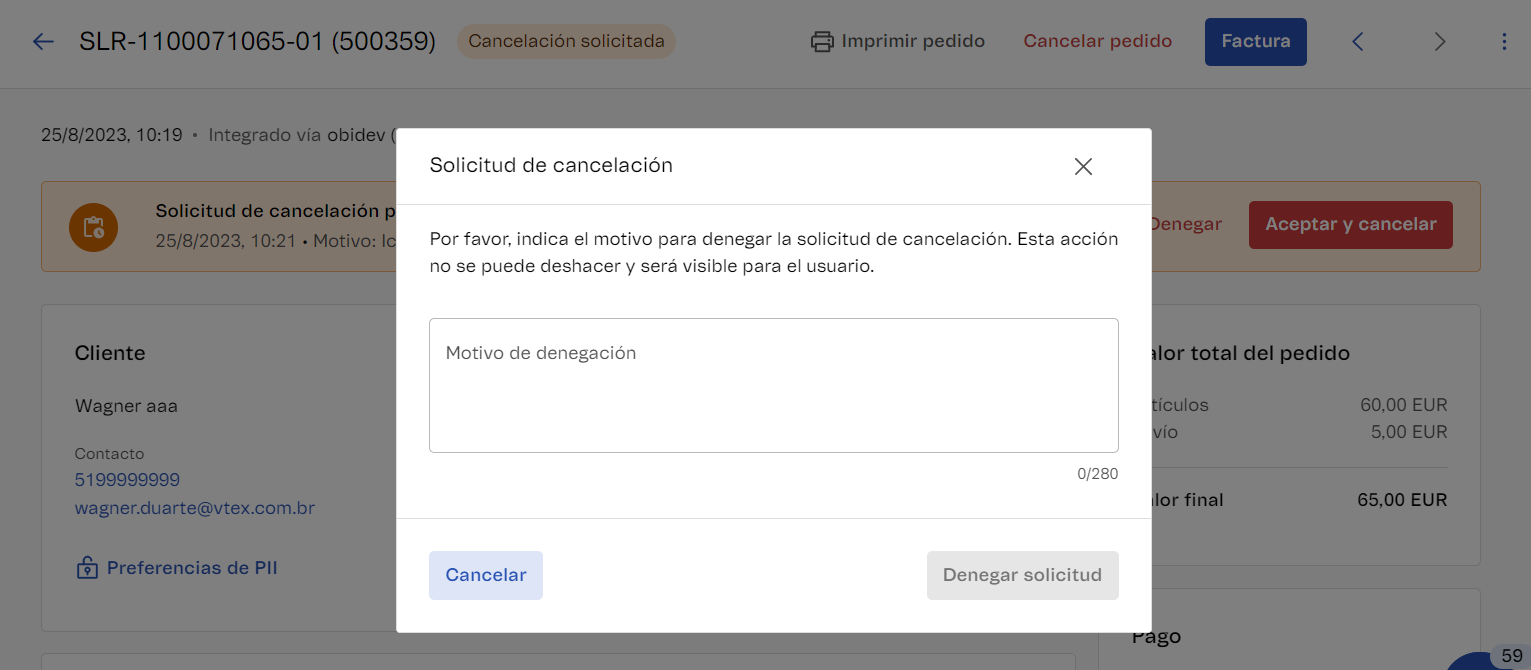 SLR-1100071065-01 (500359) Cancelación solicitada Imprimir pedido Cancelar pedido Factura
25/8/2023, 10:19 • Integrado vía obidev (
Solicitud de cancelación
Solicitud de cancelación p
25/8/2023, 10:21 • Motivo: Ic
Denegar Aceptar y cancelar
Por favor, indica el motivo para denegar la solicitud de cancelación. Esta acción
no se puede deshacer y será visible para el usuario.
Motivo de denegación
0/280
Cancelar Denegar solicitud
Cliente
Wagner aaa
Contacto
5199999999
wagner.duarte@vtex.com.br
Preferencias de PII
alor total del pedido
tículos 60,00 EUR
vío 5,00 EUR
alor final 65,00 EUR
Pago
59